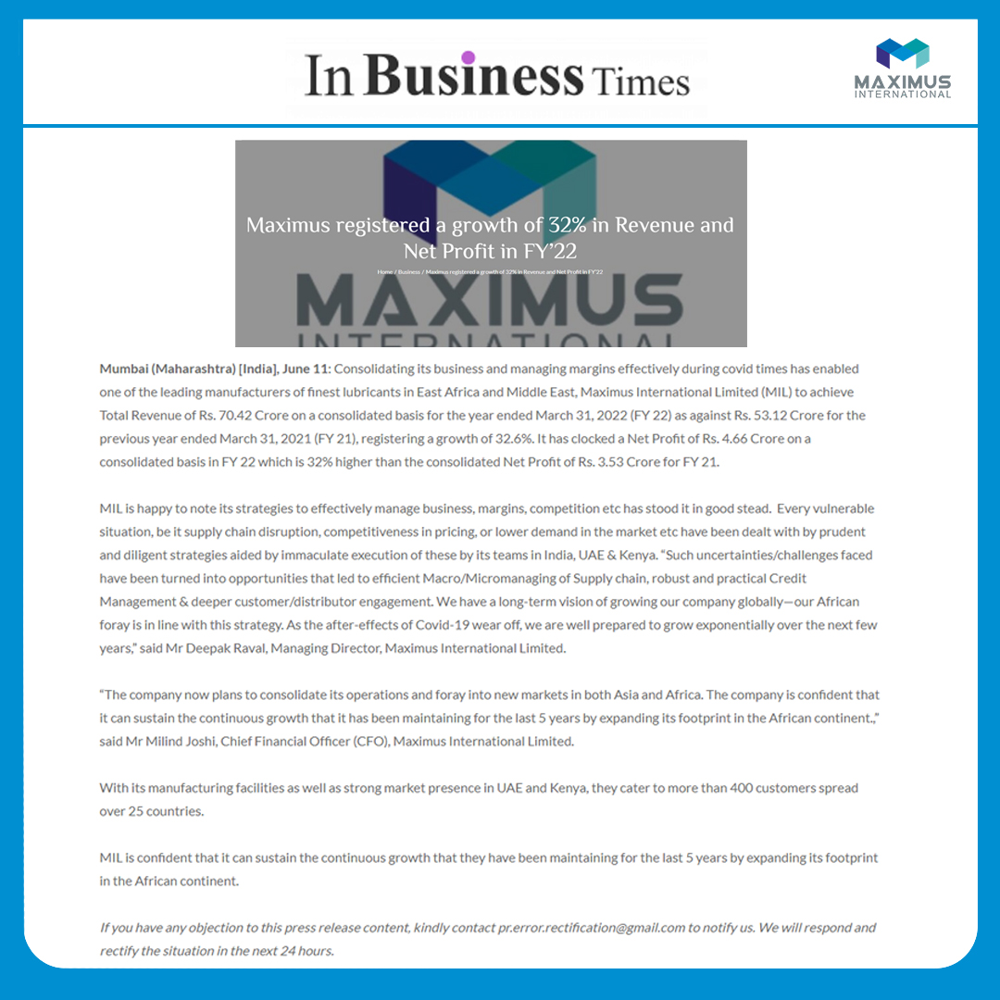 In Business Times
MAXIMUS
INTERNATIONAL
Maximus registered a growth of 32% in Revenue and
Net Profit in FY’22
Home / Business / Maximus registered a growth of 32% in Revenue and Net Profit in FY'22
MAXIMUS
INTERNATIONAL
Mumbai (Maharashtra) [India], June 11: Consolidating its business and managing margins effectively during covid times has enabled
one of the leading manufacturers of finest lubricants in East Africa and Middle East, Maximus International Limited (MIL) to achieve
Total Revenue of Rs. 70.42 Crore on a consolidated basis for the year ended March 31, 2022 (FY 22) as against Rs. 53.12 Crore for the
previous year ended March 31, 2021 (FY 21), registering a growth of 32.6%. It has clocked a Net Profit of Rs. 4.66 Crore on a
consolidated basis in FY 22 which is 32% higher than the consolidated Net Profit of Rs. 3.53 Crore for FY 21.
MIL is happy to note its strategies to effectively manage business, margins, competition etc has stood it in good stead. Every vulnerable
situation, be it supply chain disruption, competitiveness in pricing, or lower demand in the market etc have been dealt with by prudent
and diligent strategies aided by immaculate execution of these by its teams in India, UAE & Kenya. “Such uncertainties/challenges faced
have been turned into opportunities that led to efficient Macro/Micromanaging of Supply chain, robust and practical Credit
Management & deeper customer/distributor engagement. We have a long-term vision of growing our company globally—our African
foray is in line with this strategy. As the after-effects of Covid-19 wear off, we are well prepared to grow exponentially over the next few
years,” said Mr Deepak Raval, Managing Director, Maximus International Limited.
“The company now plans to consolidate its operations and foray into new markets in both Asia and Africa. The company is confident that
it can sustain the continuous growth that it has been maintaining for the last 5 years by expanding its footprint in the African continent.,”
said Mr Milind Joshi, Chief Financial Officer (CFO), Maximus International Limited.
With its manufacturing facilities as well as strong market presence in UAE and Kenya, they cater to more than 400 customers spread
over 25 countries.
MIL is confident that it can sustain the continuous growth that they have been maintaining for the last 5 years by expanding its footprint
in the African continent.
If you have any objection to this press release content, kindly contact pr.error.rectification@gmail.com to notify us. We will respond and
rectify the situation in the next 24 hours.